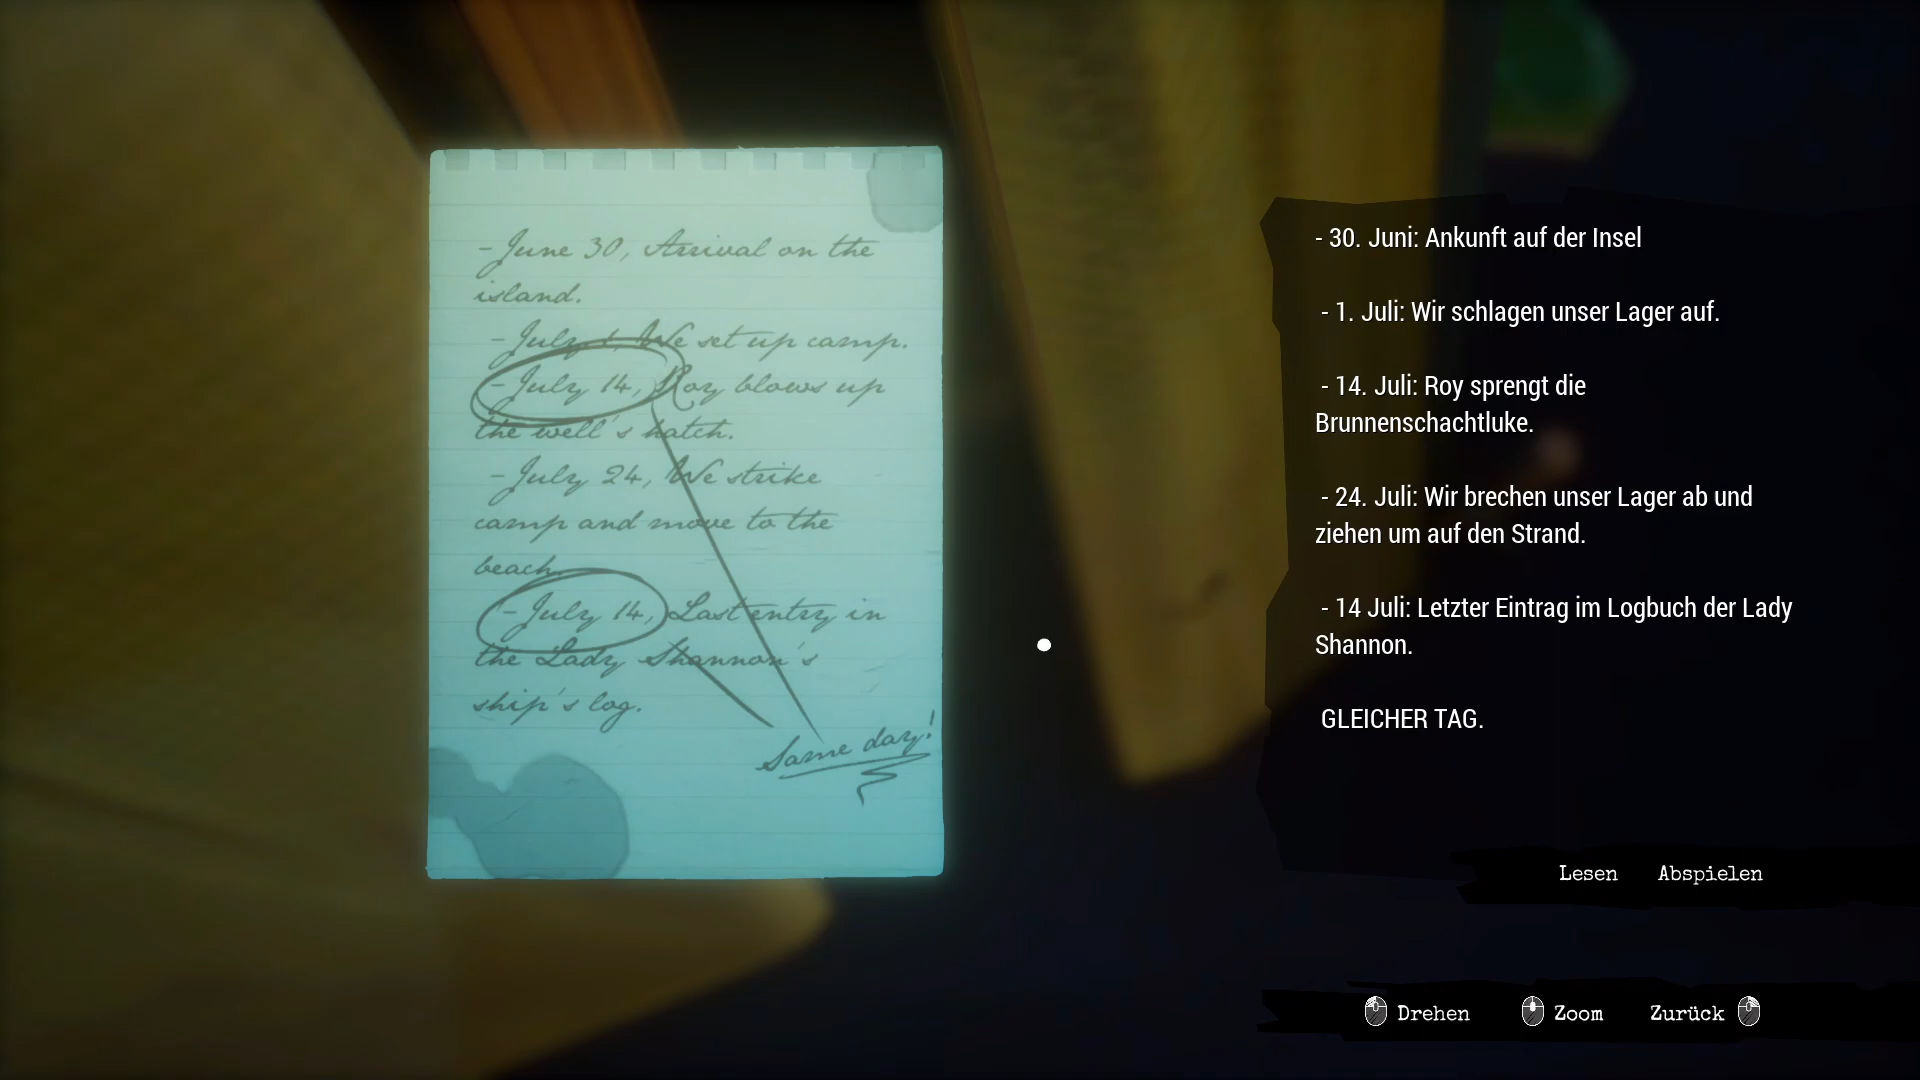 - June 30, Arrival on the
island.
- July 1, We set up camp.
- July 14, Roy blows up
the well's hatch.
- July 24, We strike
camp and move to the
beach.
- July 14, Last entry in
the Lady Shannon's
ship's log.
Same day!
- 30. Juni: Ankunft auf der Insel
- 1. Juli: Wir schlagen unser Lager auf.
- 14. Juli: Roy sprengt die
Brunnenschachtluke.
- 24. Juli: Wir brechen unser Lager ab und
ziehen um auf den Strand.
- 14 Juli: Letzter Eintrag im Logbuch der Lady
Shannon.
GLEICHER TAG.
Lesen Abspielen
Drehen Zoom Zurück